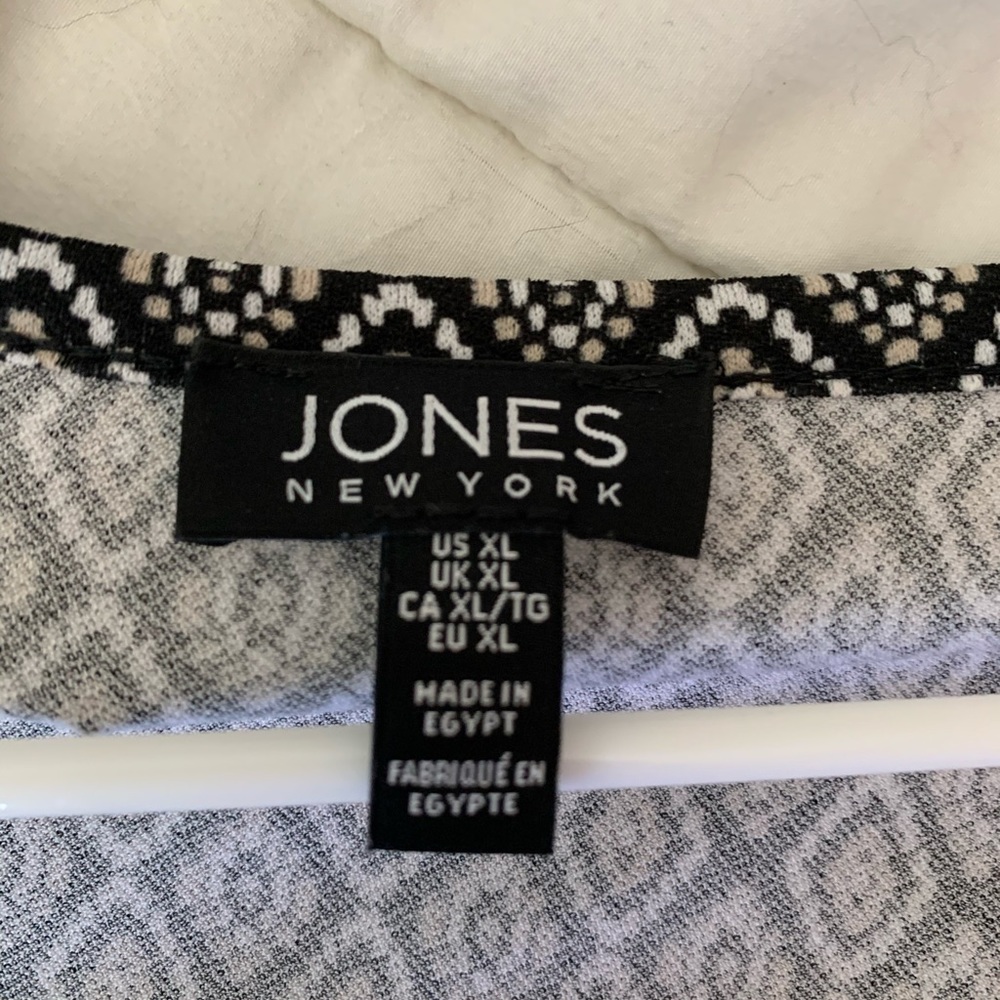 JONES
NEW YORK
US XL
UK XL
CA XL/TG
EU XL
MADE IN
EGYPT
FABRIQUÉ EN
EGYPTE